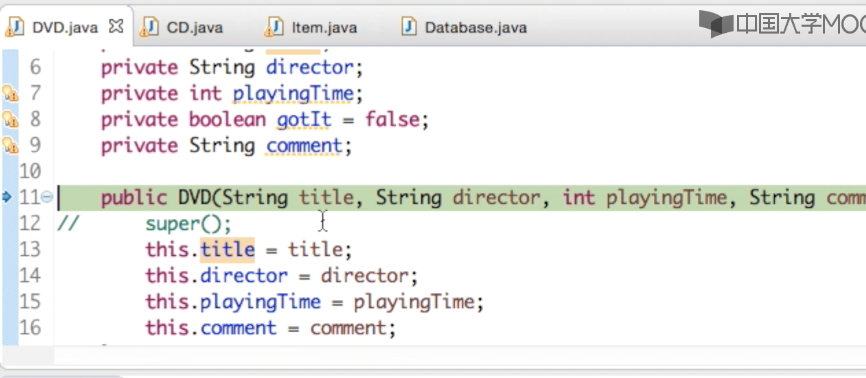 DVD.java CD.java Item.java Database.java
中国大学MOO
6 private String director;
7 private int playingTime;
8 private boolean gotIt = false;
9 private String comment;
10
11 public DVD(String title, String director, int playingTime, String comm
12 // super();
13 this.title = title;
14 this.director = director;
15 this.playingTime = playingTime;
16 this.comment = comment;